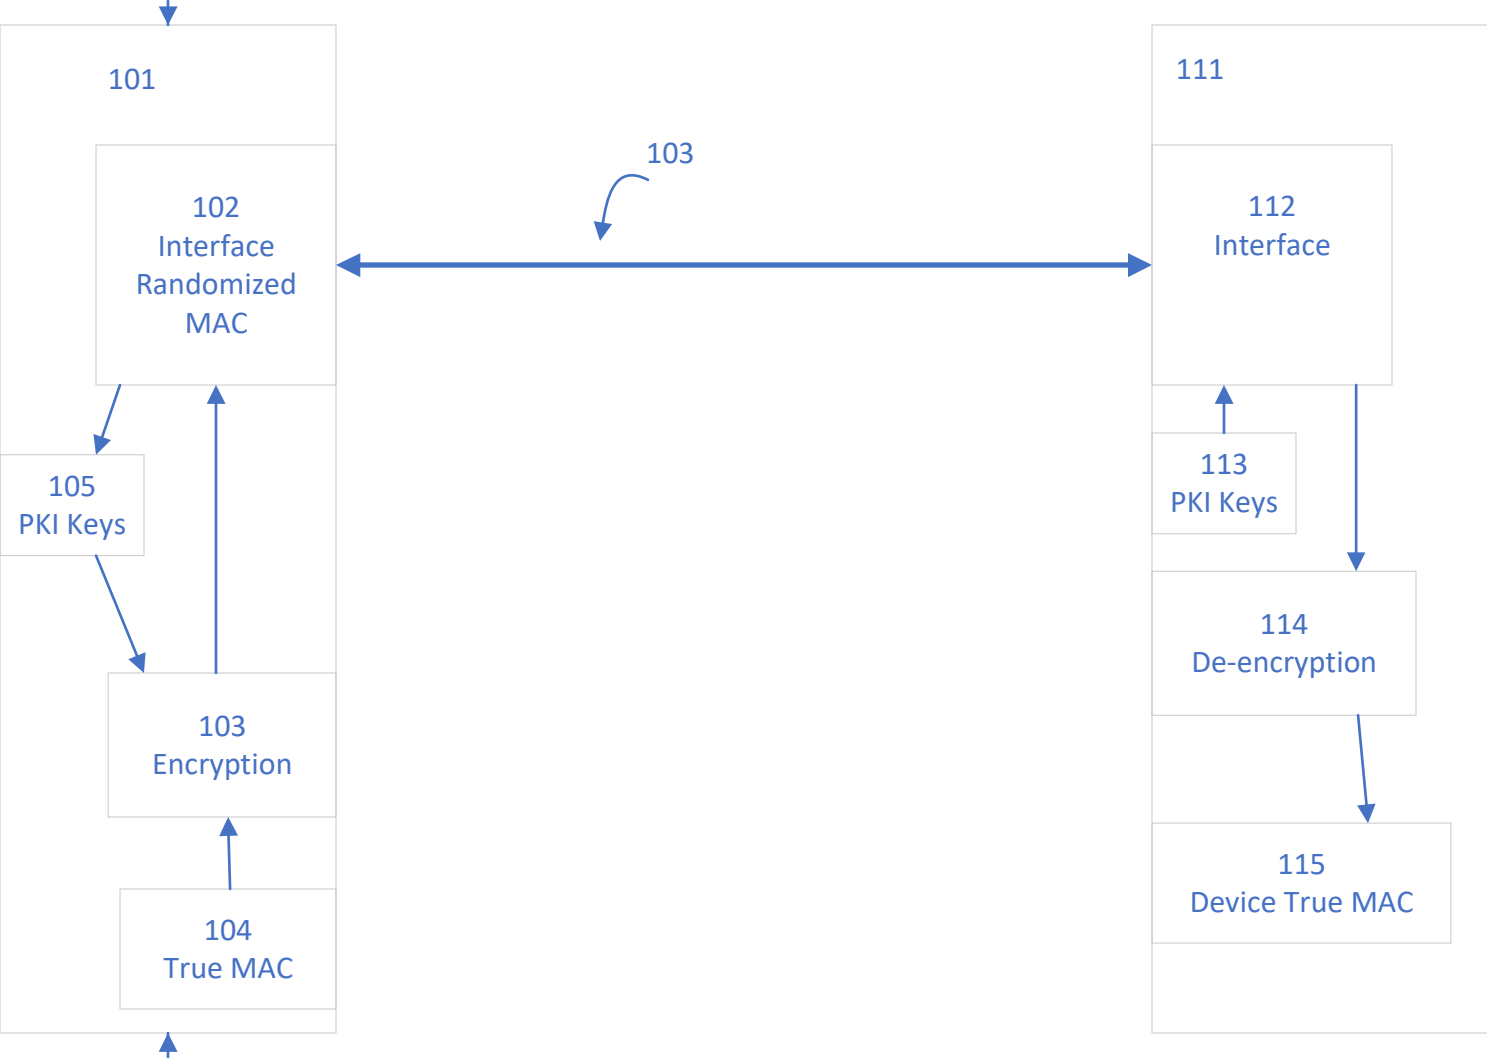 101
111
103
102
Interface
Randomized
MAC
112
Interface
105
PKI Keys
113
PKI Keys
114
De-encryption
103
Encryption
115
Device True MAC
104
True MAC